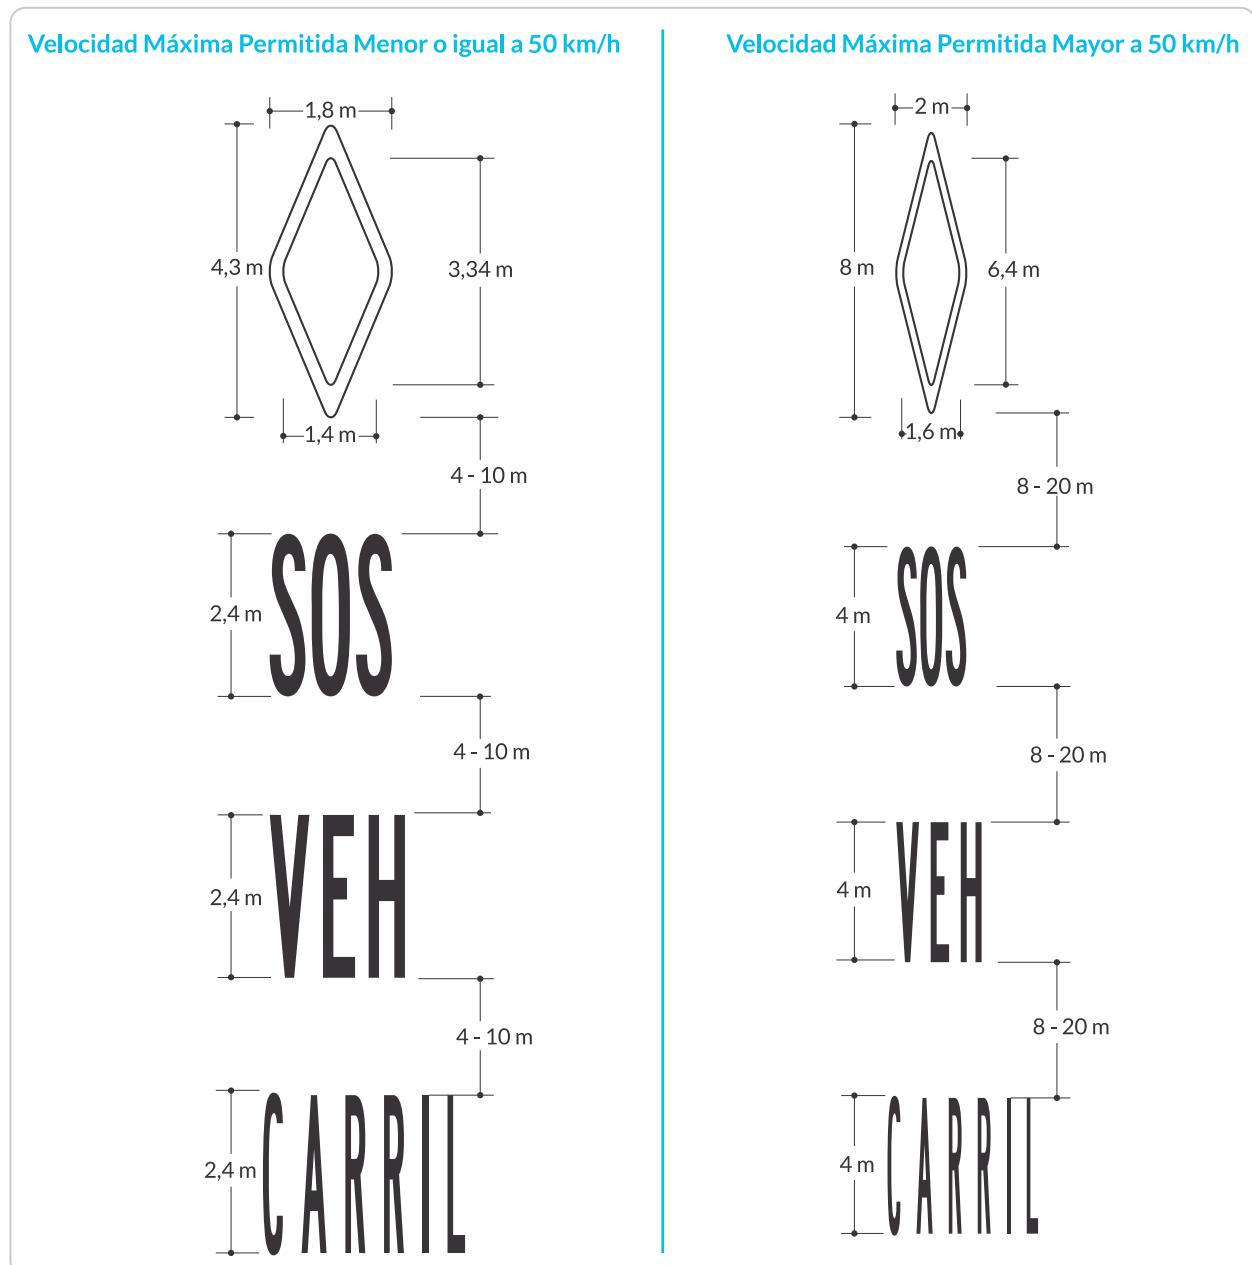 Velocidad Máxima Permitida Menor o igual a 50 km/h
1,8 m
4,3 m
3,34 m
1,4 m
4 - 10 m
SOS
2,4 m
4 - 10 m
VEH
2,4 m
4 - 10 m
CARRIL
2,4 m
Velocidad Máxima Permitida Mayor a 50 km/h
2 m
8 m
6,4 m
1,6 m
8 - 20 m
SOS
4 m
8 - 20 m
VEH
4 m
8 - 20 m
CARRIL
4 m